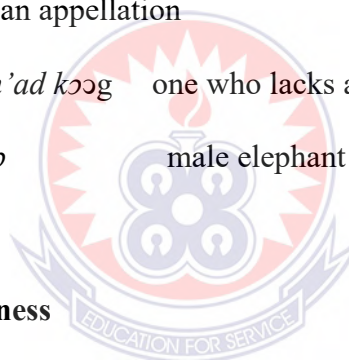 an appellation
'ad kɔɔg one who lacks a
male elephant
ness
EDUCATION FOR SERVICE